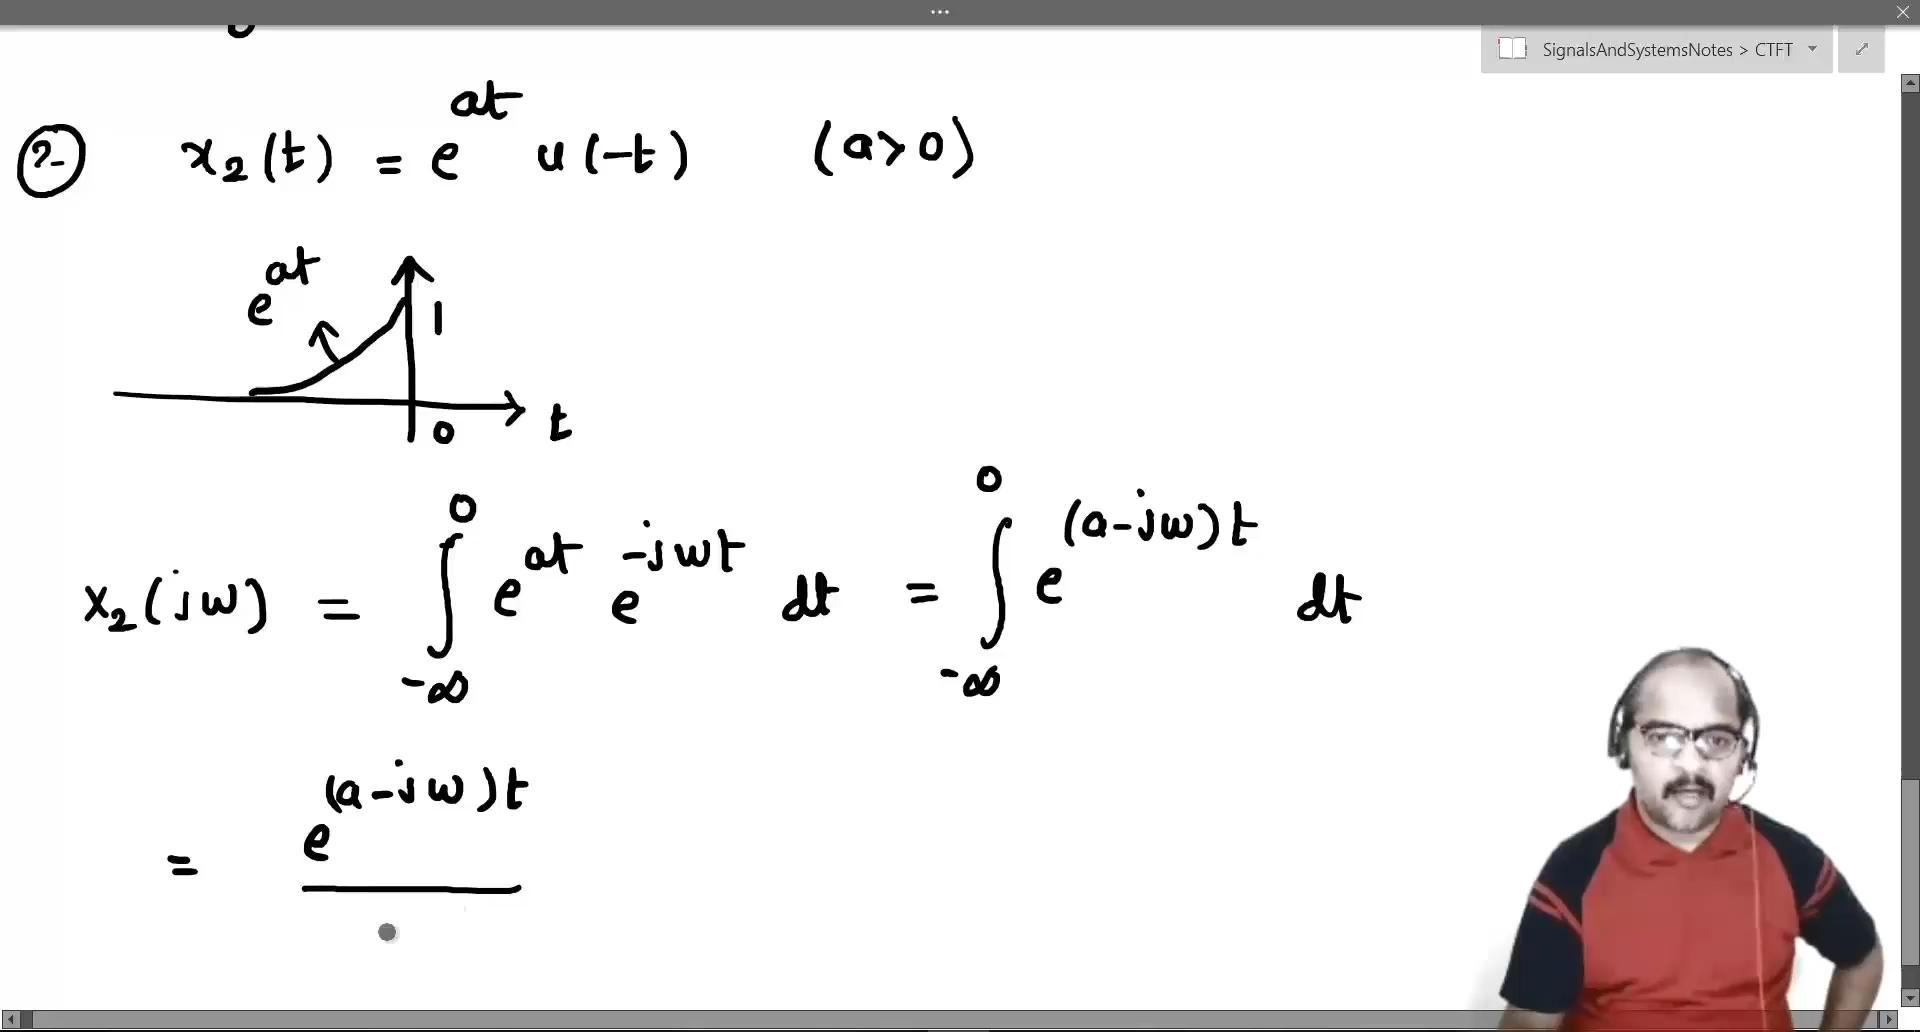 SignalsAndSystemsNotes > CTFT
② x₂(t) = e^{at} u(-t) (a>0)
e^{at}
1
0
t
X₂(jω) = ∫_{-∞}^{0} e^{at} e^{-jωt} dt = ∫_{-∞}^{0} e^{(a-jω)t} dt
= e^{(a-jω)t}